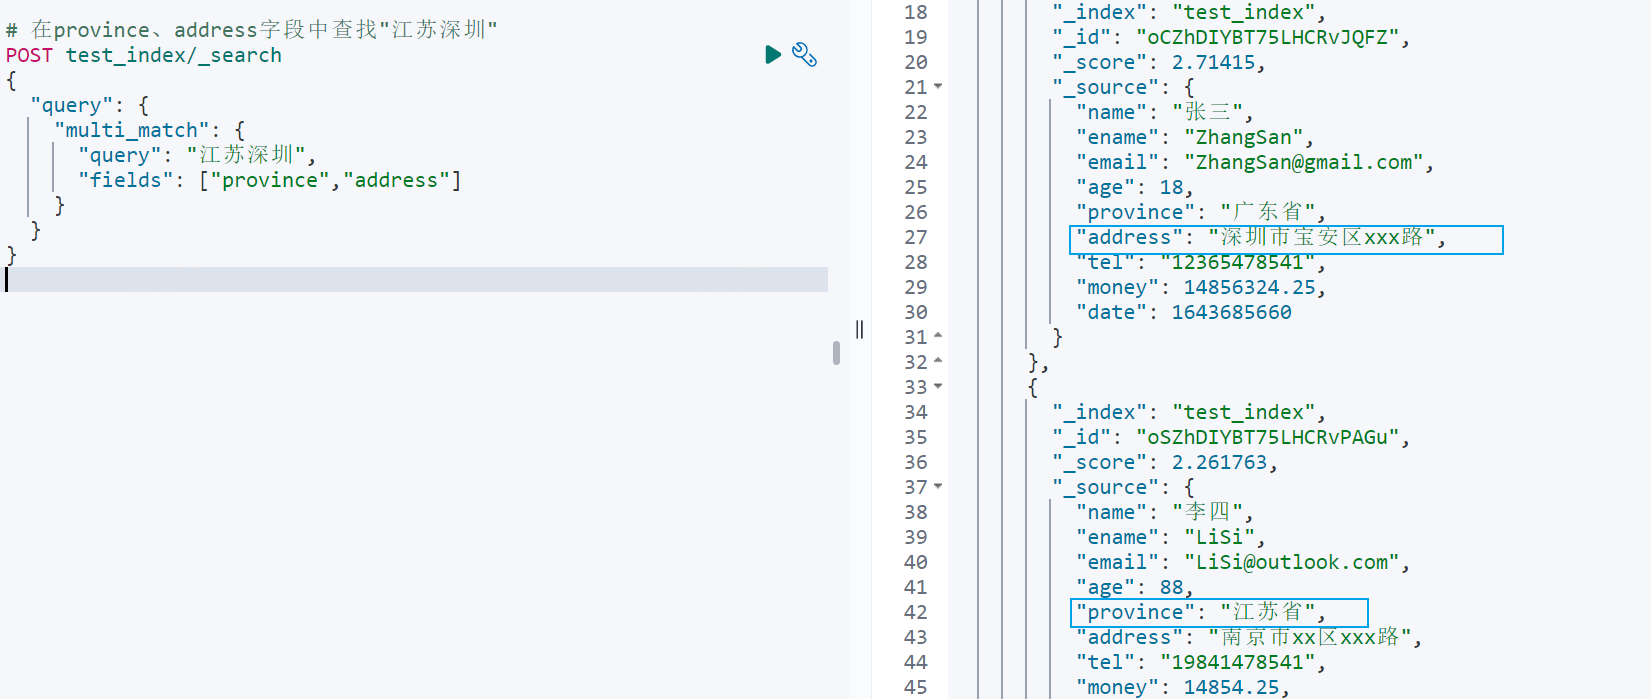 # 在province、address字段中查找"江苏深圳"
POST test_index/_search
{
"query": {
"multi_match": {
"query": "江苏深圳",
"fields": ["province","address"]
}
}
}
18 "_index": "test_index",
19 "_id": "oCZhDIYBT75LHCRvJQFZ",
20 "_score": 2.71415,
21 "_source": {
22 "name": "张三",
23 "ename": "ZhangSan",
24 "email": "ZhangSan@gmail.com",
25 "age": 18,
26 "province": "广东省",
27 "address": "深圳市宝安区xxx路",
28 "tel": "12365478541",
29 "money": 14856324.25,
30 "date": 1643685660
31 }
32 },
33 {
34 "_index": "test_index",
35 "_id": "oSZhDIYBT75LHCRvPAGu",
36 "_score": 2.261763,
37 "_source": {
38 "name": "李四",
39 "ename": "LiSi",
40 "email": "LiSi@outlook.com",
41 "age": 88,
42 "province": "江苏省",
43 "address": "南京市xx区xxx路",
44 "tel": "19841478541",
45 "money": 14854.25,